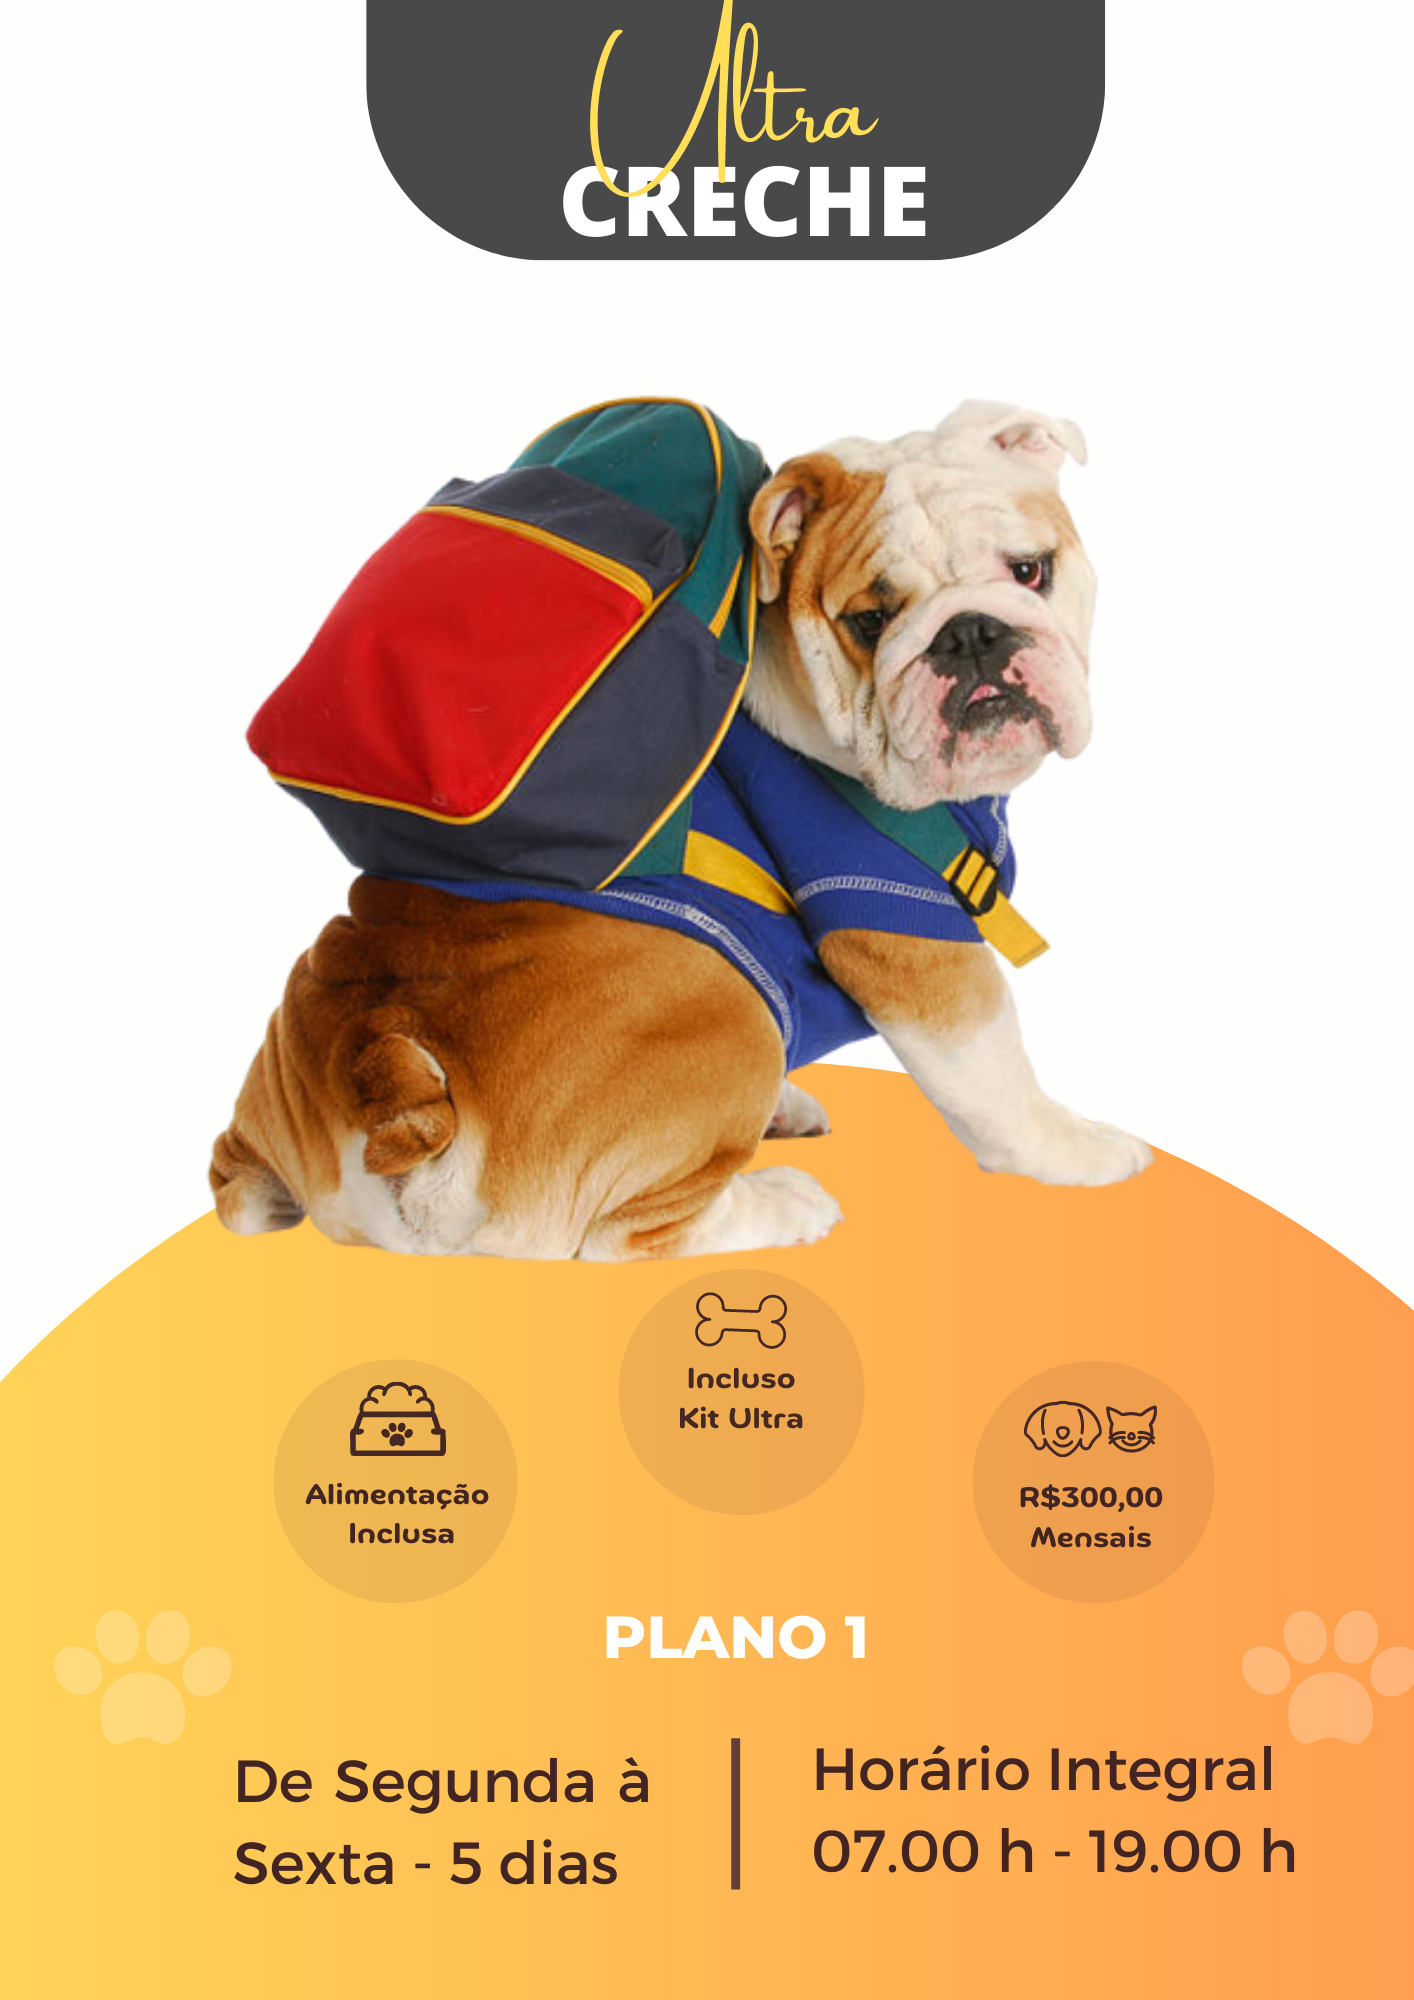 Ultra
CRECHE
Incluso
Kit Ultra
Alimentação
Inclusa
R$300,00
Mensais
PLANO 1
De Segunda à
Sexta - 5 dias
Horário Integral
07.00 h - 19.00 h